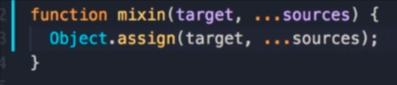 function mixin(target, ...sources) {
Object.assign(target, ...sources);
}